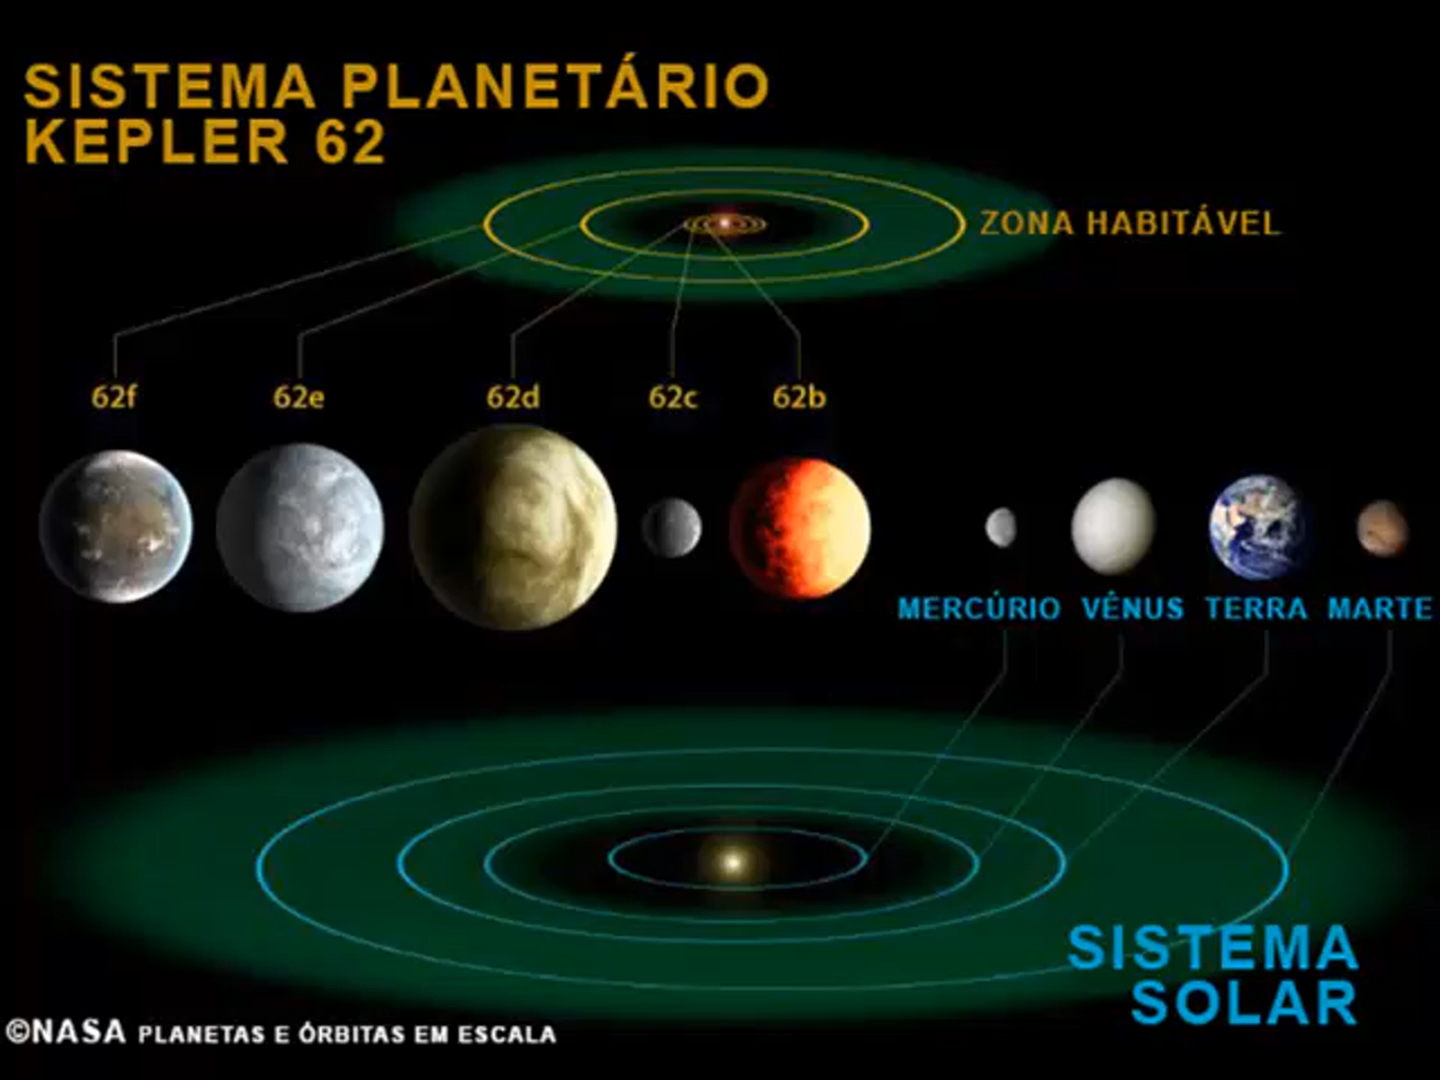 SISTEMA PLANETÁRIO
KEPLER 62
ZONA HABITÁVEL
62f 62e 62d 62c 62b
MERCÚRIO VÊNUS TERRA MARTE
SISTEMA
SOLAR
©NASA PLANETAS E ÓRBITAS EM ESCALA